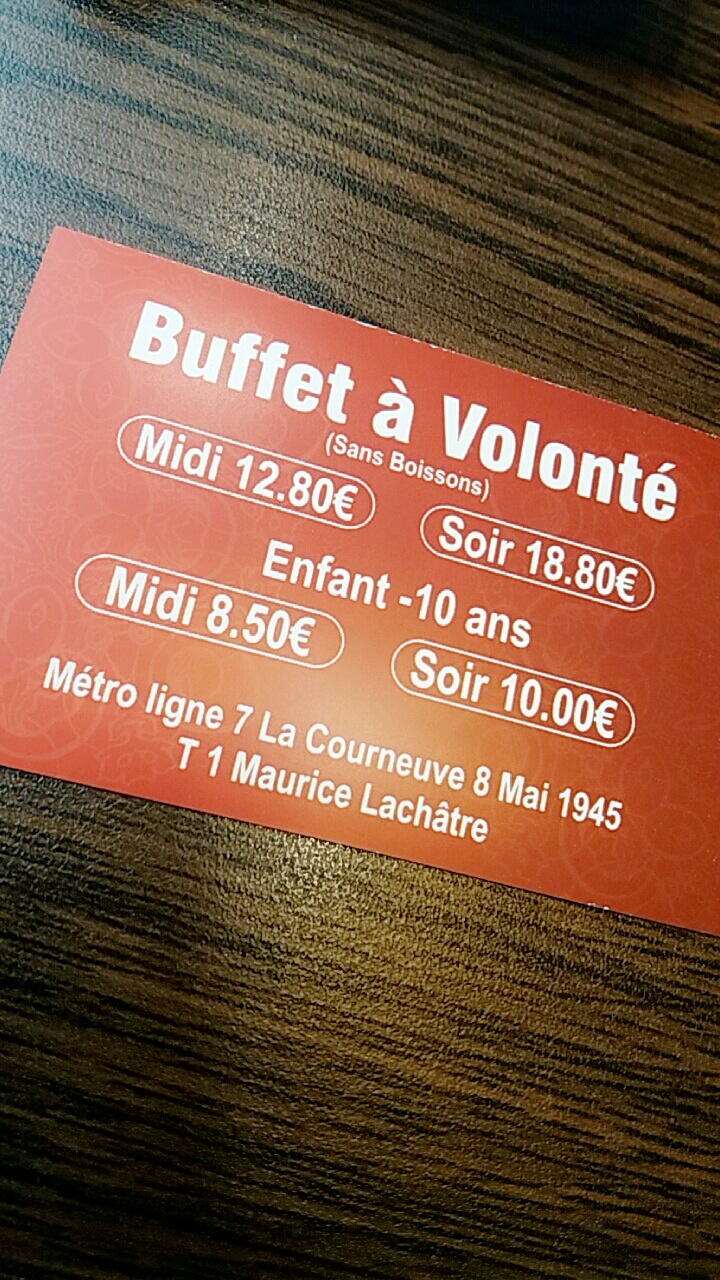 Buffet à Volonté
(Sans Boissons)
Midi 12.80€ Soir 18.80€
Enfant -10 ans
Midi 8.50€ Soir 10.00€
Métro ligne 7 La Courneuve 8 Mai 1945
T 1 Maurice Lachâtre